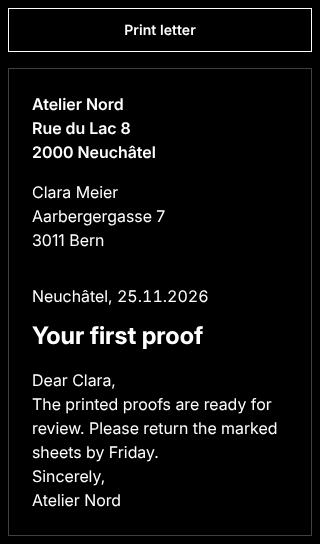 Print letter
Atelier Nord
Rue du Lac 8
2000 Neuchâtel
Clara Meier
Aarbergergasse 7
3011 Bern
Neuchâtel, 25.11.2026
Your first proof
Dear Clara,
The printed proofs are ready for
review. Please return the marked
sheets by Friday.
Sincerely,
Atelier Nord